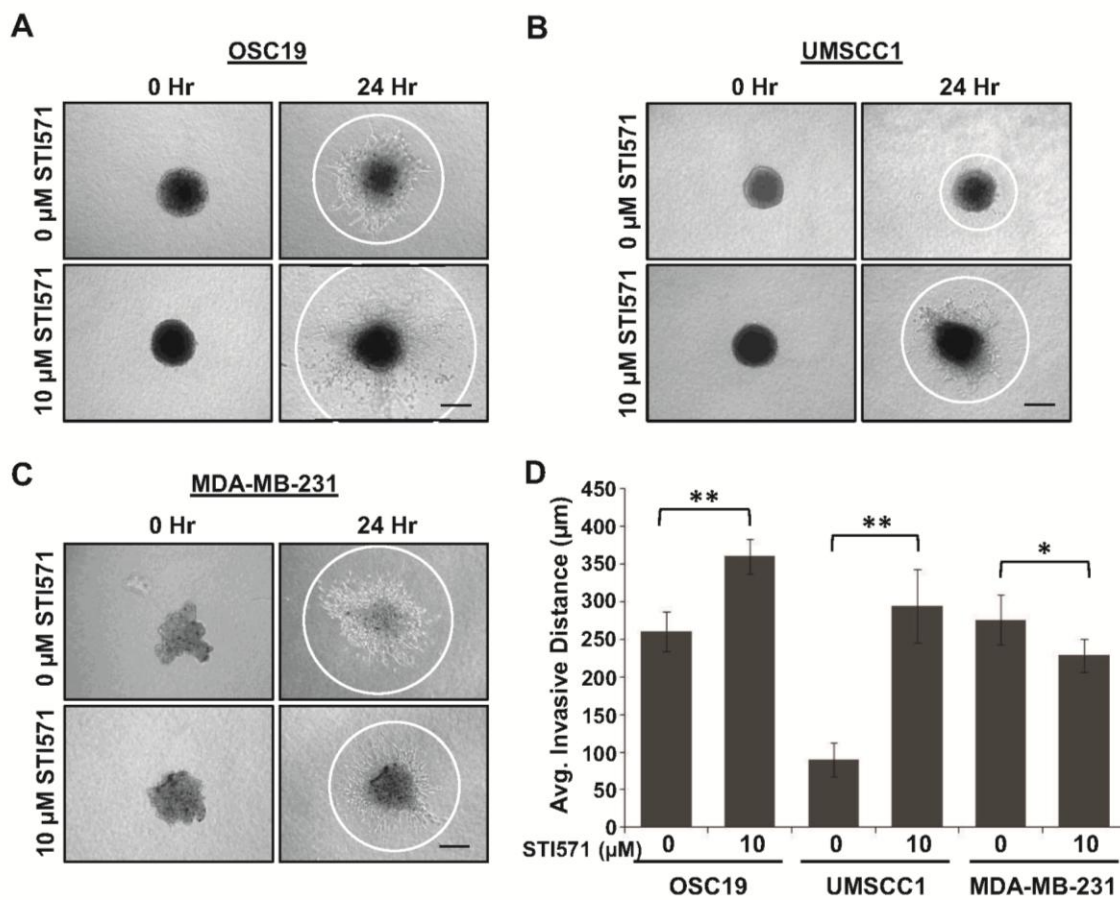 A
OSC19
0 Hr 24 Hr
0 µM STI571
10 µM STI571
B
UMSCC1
0 Hr 24 Hr
0 µM STI571
10 µM STI571
C
MDA-MB-231
0 Hr 24 Hr
0 µM STI571
10 µM STI571
D
Avg. Invasive Distance (µm)
450
400
350
300
250
200
150
100
50
0
** ** *
STI571 (µM) 0 10 0 10 0 10
OSC19 UMSCC1 MDA-MB-231